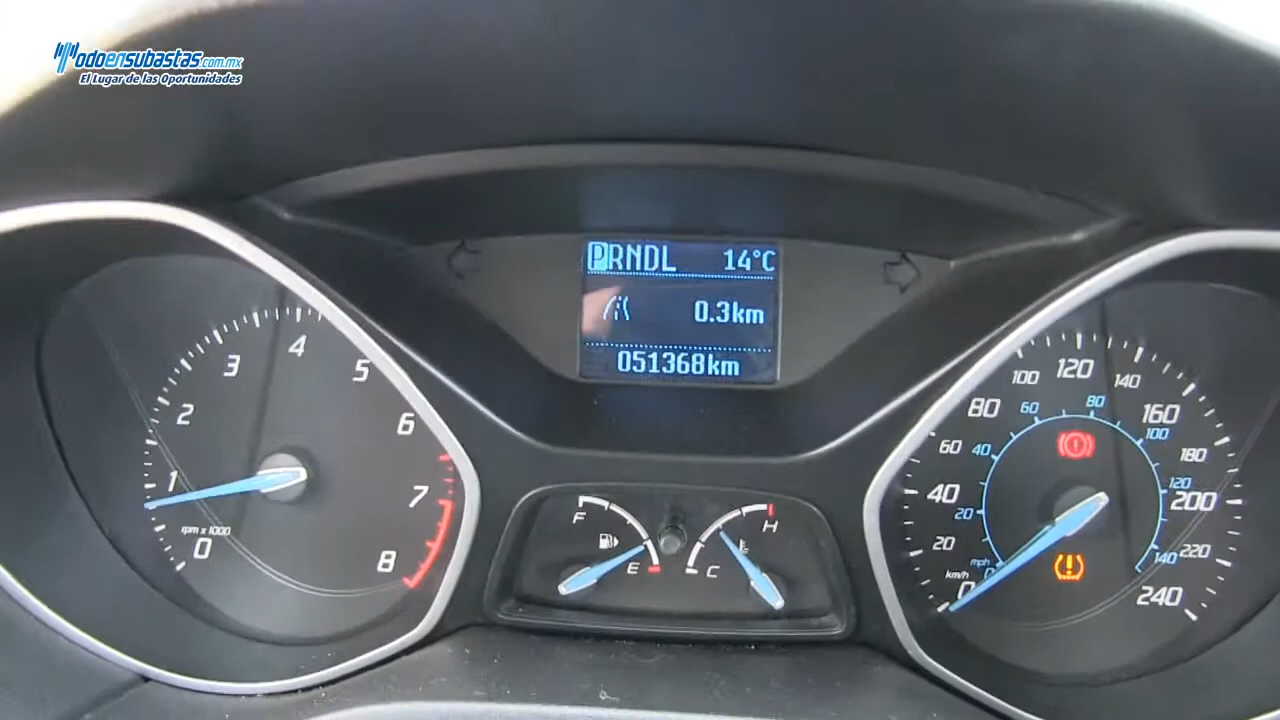 Todoensubastas.com.mx
El Lugar de las Oportunidades
PRNDL 14°C
0.3km
051368km
0
1
2
3
4
5
6
7
8
rpm x 1000
F
E
C
H
0
20
40
60
80
100
120
140
160
180
200
220
240
km/h
mph
0
20
40
60
80
100
120
140